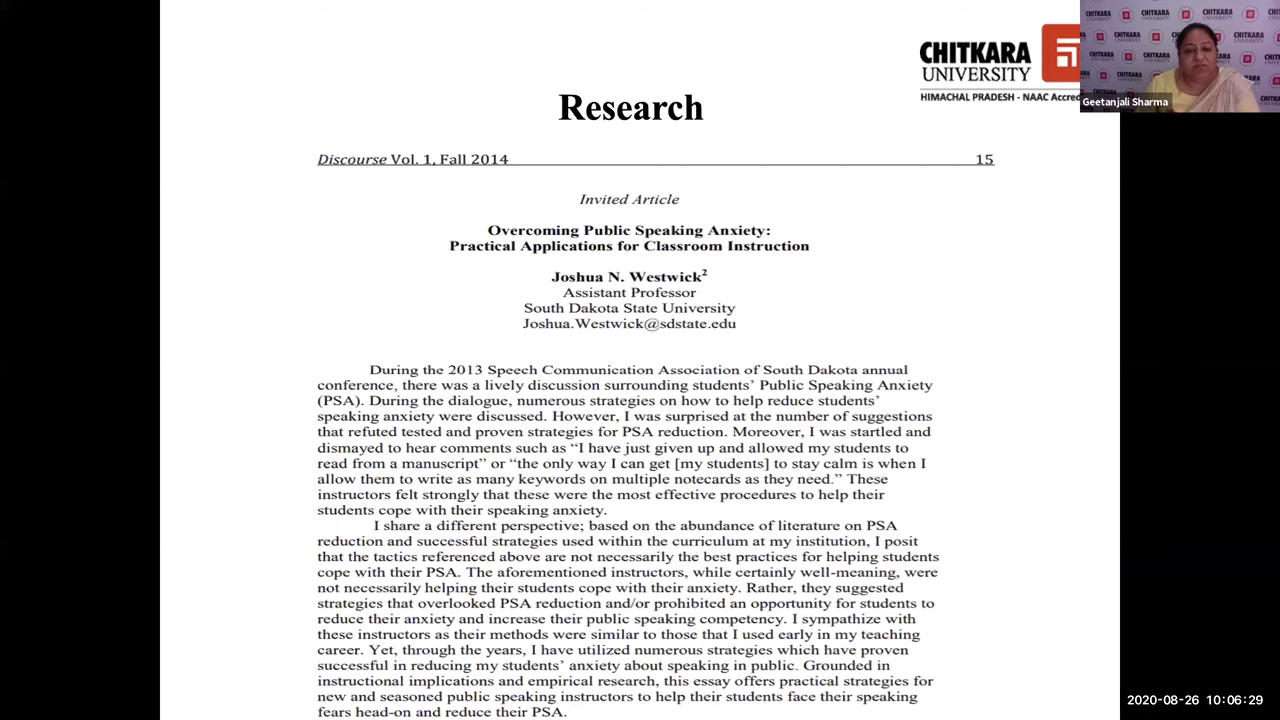 CHITKARA
UNIVERSITY
HIMACHAL PRADESH - NAAC
Geetanjali Sharma
Research
Discourse Vol. 1, Fall 2014 15
Invited Article
Overcoming Public Speaking Anxiety:
Practical Applications for Classroom Instruction
Joshua N. Westwick²
Assistant Professor
South Dakota State University
Joshua.Westwick@sdstate.edu
During the 2013 Speech Communication Association of South Dakota annual
conference, there was a lively discussion surrounding students’ Public Speaking Anxiety
(PSA). During the dialogue, numerous strategies on how to help reduce students’
speaking anxiety were discussed. However, I was surprised at the number of suggestions
that refuted tested and proven strategies for PSA reduction. Moreover, I was startled and
dismayed to hear comments such as “I have just given up and allowed my students to
read from a manuscript” or “the only way I can get [my students] to stay calm is when I
allow them to write as many keywords on multiple notecards as they need.” These
instructors felt strongly that these were the most effective procedures to help their
students cope with their speaking anxiety.
I share a different perspective; based on the abundance of literature on PSA
reduction and successful strategies used within the curriculum at my institution, I posit
that the tactics referenced above are not necessarily the best practices for helping students
cope with their PSA. The aforementioned instructors, while certainly well-meaning, were
not necessarily helping their students cope with their anxiety. Rather, they suggested
strategies that overlooked PSA reduction and/or prohibited an opportunity for students to
reduce their anxiety and increase their public speaking competency. I sympathize with
these instructors as their methods were similar to those that I used early in my teaching
career. Yet, through the years, I have utilized numerous strategies which have proven
successful in reducing my students’ anxiety about speaking in public. Grounded in
instructional implications and empirical research, this essay offers practical strategies for
new and seasoned public speaking instructors to help their students face their speaking
fears head-on and reduce their PSA.
2020-08-26 10:06:29